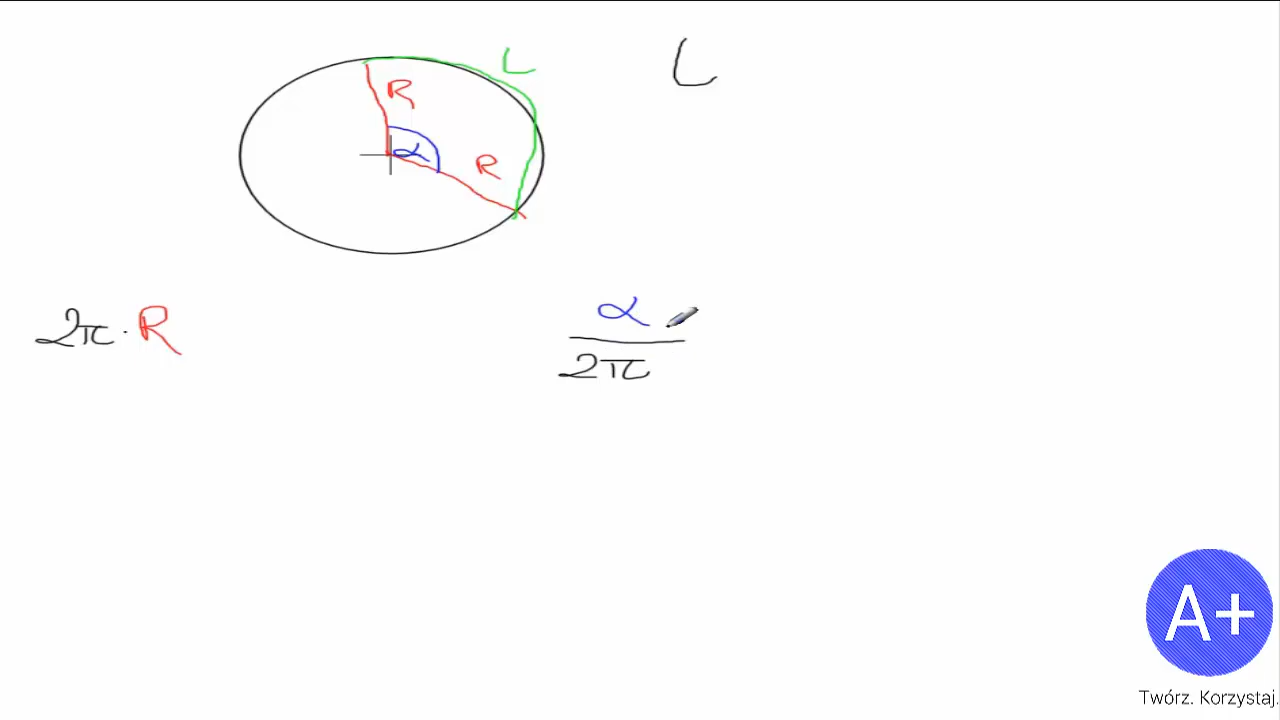 L
L
R
α
R
α
2π · R
2π
A+
Twórz. Korzystaj.